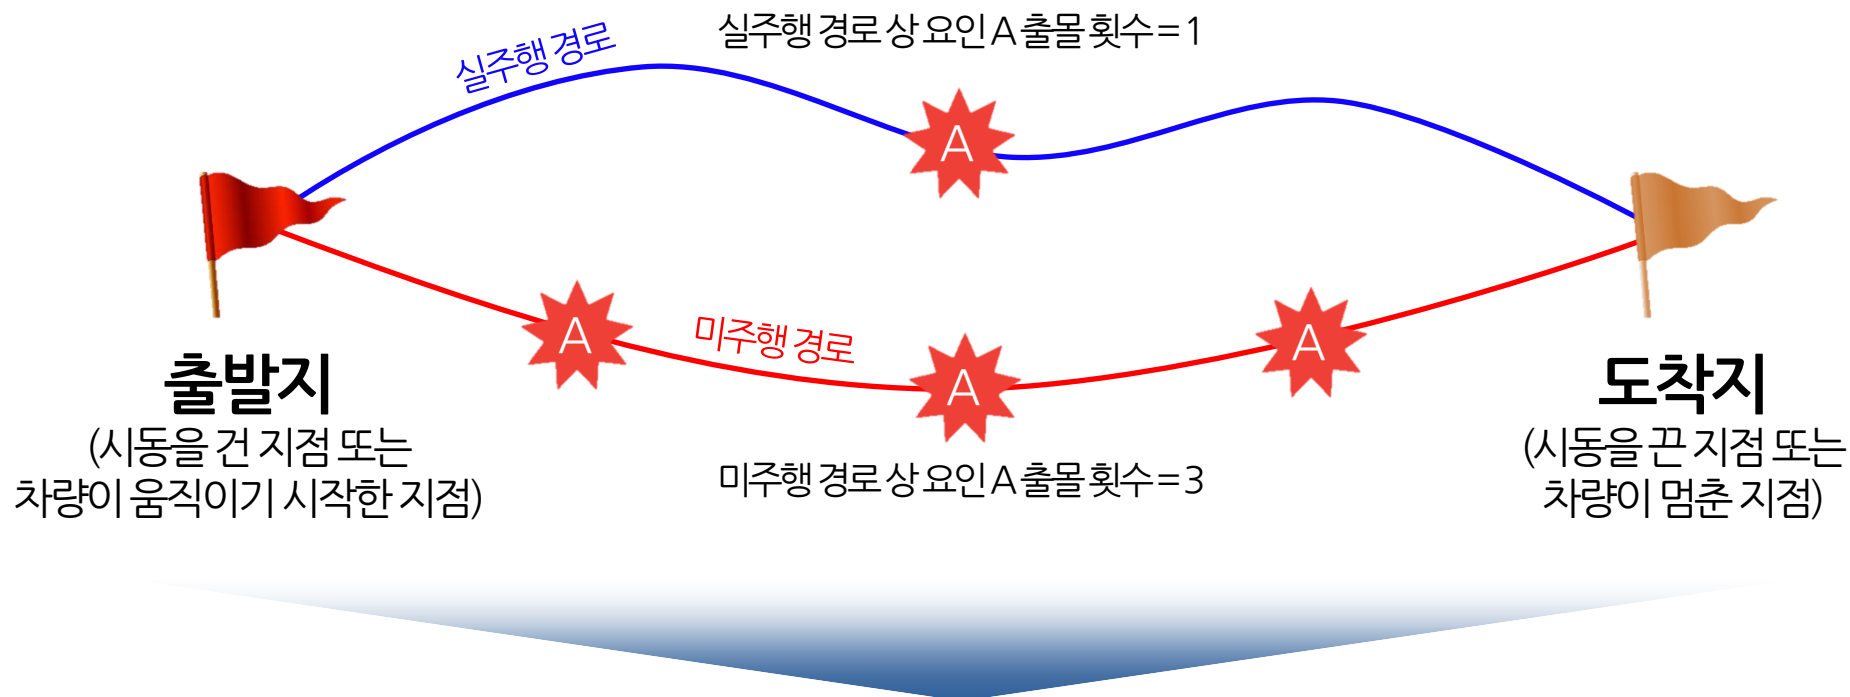 실주행 경로 상 요인 A 출몰 횟수 = 1
실주행 경로
A
A
미주행 경로
A
A
미주행 경로 상 요인 A 출몰 횟수 = 3
출발지
(시동을 건 지점 또는
차량이 움직이기 시작한 지점)
도착지
(시동을 끈 지점 또는
차량이 멈춘 지점)